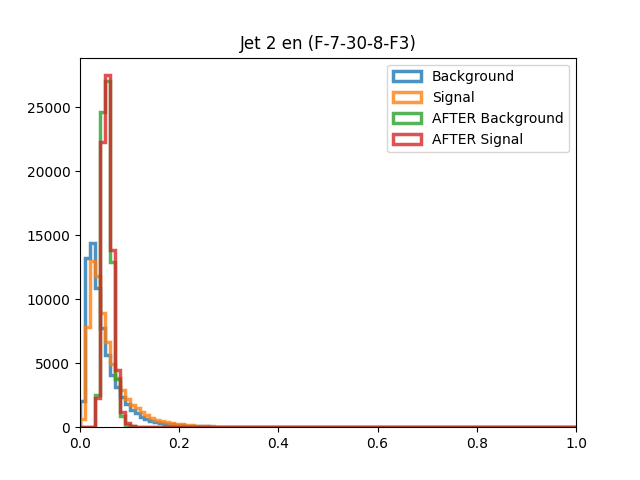 Jet 2 en (F-7-30-8-F3)
Background
Signal
AFTER Background
AFTER Signal
25000
20000
15000
10000
5000
0
0.0 0.2 0.4 0.6 0.8 1.0